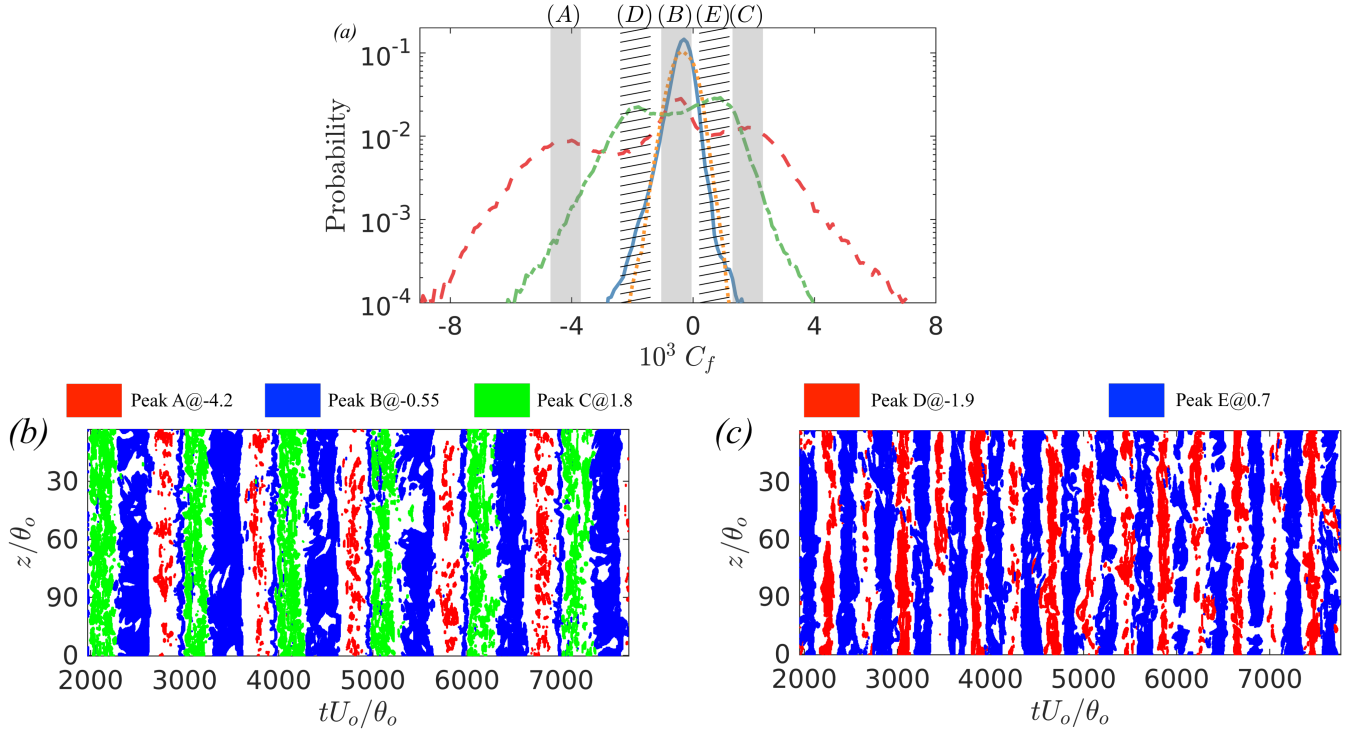 (a)
(A) (D) (B) (E) (C)
10^-1
10^-2
10^-3
10^-4
Probability
-8 -4 0 4 8
10^3 C_f
Peak A@-4.2 Peak B@-0.55 Peak C@1.8
Peak D@-1.9 Peak E@0.7
(b)
30
60
90
0
z/θ_o
2000 3000 4000 5000 6000 7000
tU_o/θ_o
(c)
30
60
90
0
z/θ_o
2000 3000 4000 5000 6000 7000
tU_o/θ_o